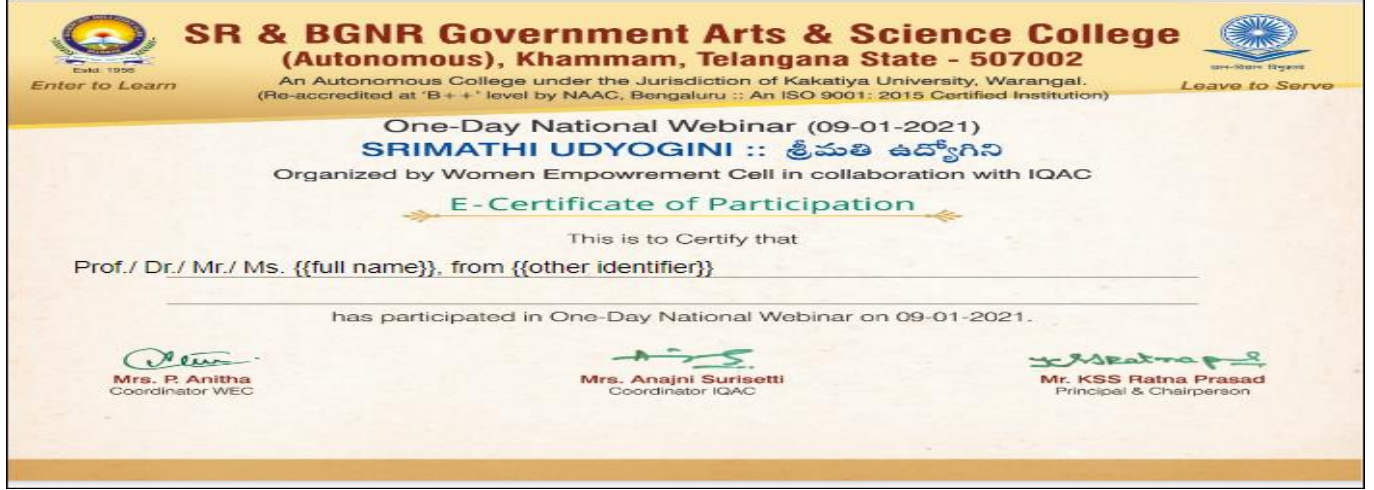 SR & BGNR Government Arts & Science College
(Autonomous), Khammam, Telangana State - 507002
An Autonomous College under the Jurisdiction of Kakatiya University, Warangal.
(Re-accredited at 'B++' level by NAAC, Bengaluru :: An ISO 9001: 2015 Certified Institution)
Estd. 1956
Enter to Learn
Leave to Serve
One-Day National Webinar (09-01-2021)
SRIMATHI UDYOGINI :: శ్రీమతి ఉద్యోగిని
Organized by Women Empowrement Cell in collaboration with IQAC
E-Certificate of Participation
This is to Certify that
Prof./ Dr./ Mr./ Ms. {{full name}}, from {{other identifier}}
has participated in One-Day National Webinar on 09-01-2021.
Mrs. P. Anitha
Coordinator WEC
Mrs. Anajni Surisetti
Coordinator IQAC
Mr. KSS Ratna Prasad
Principal & Chairperson